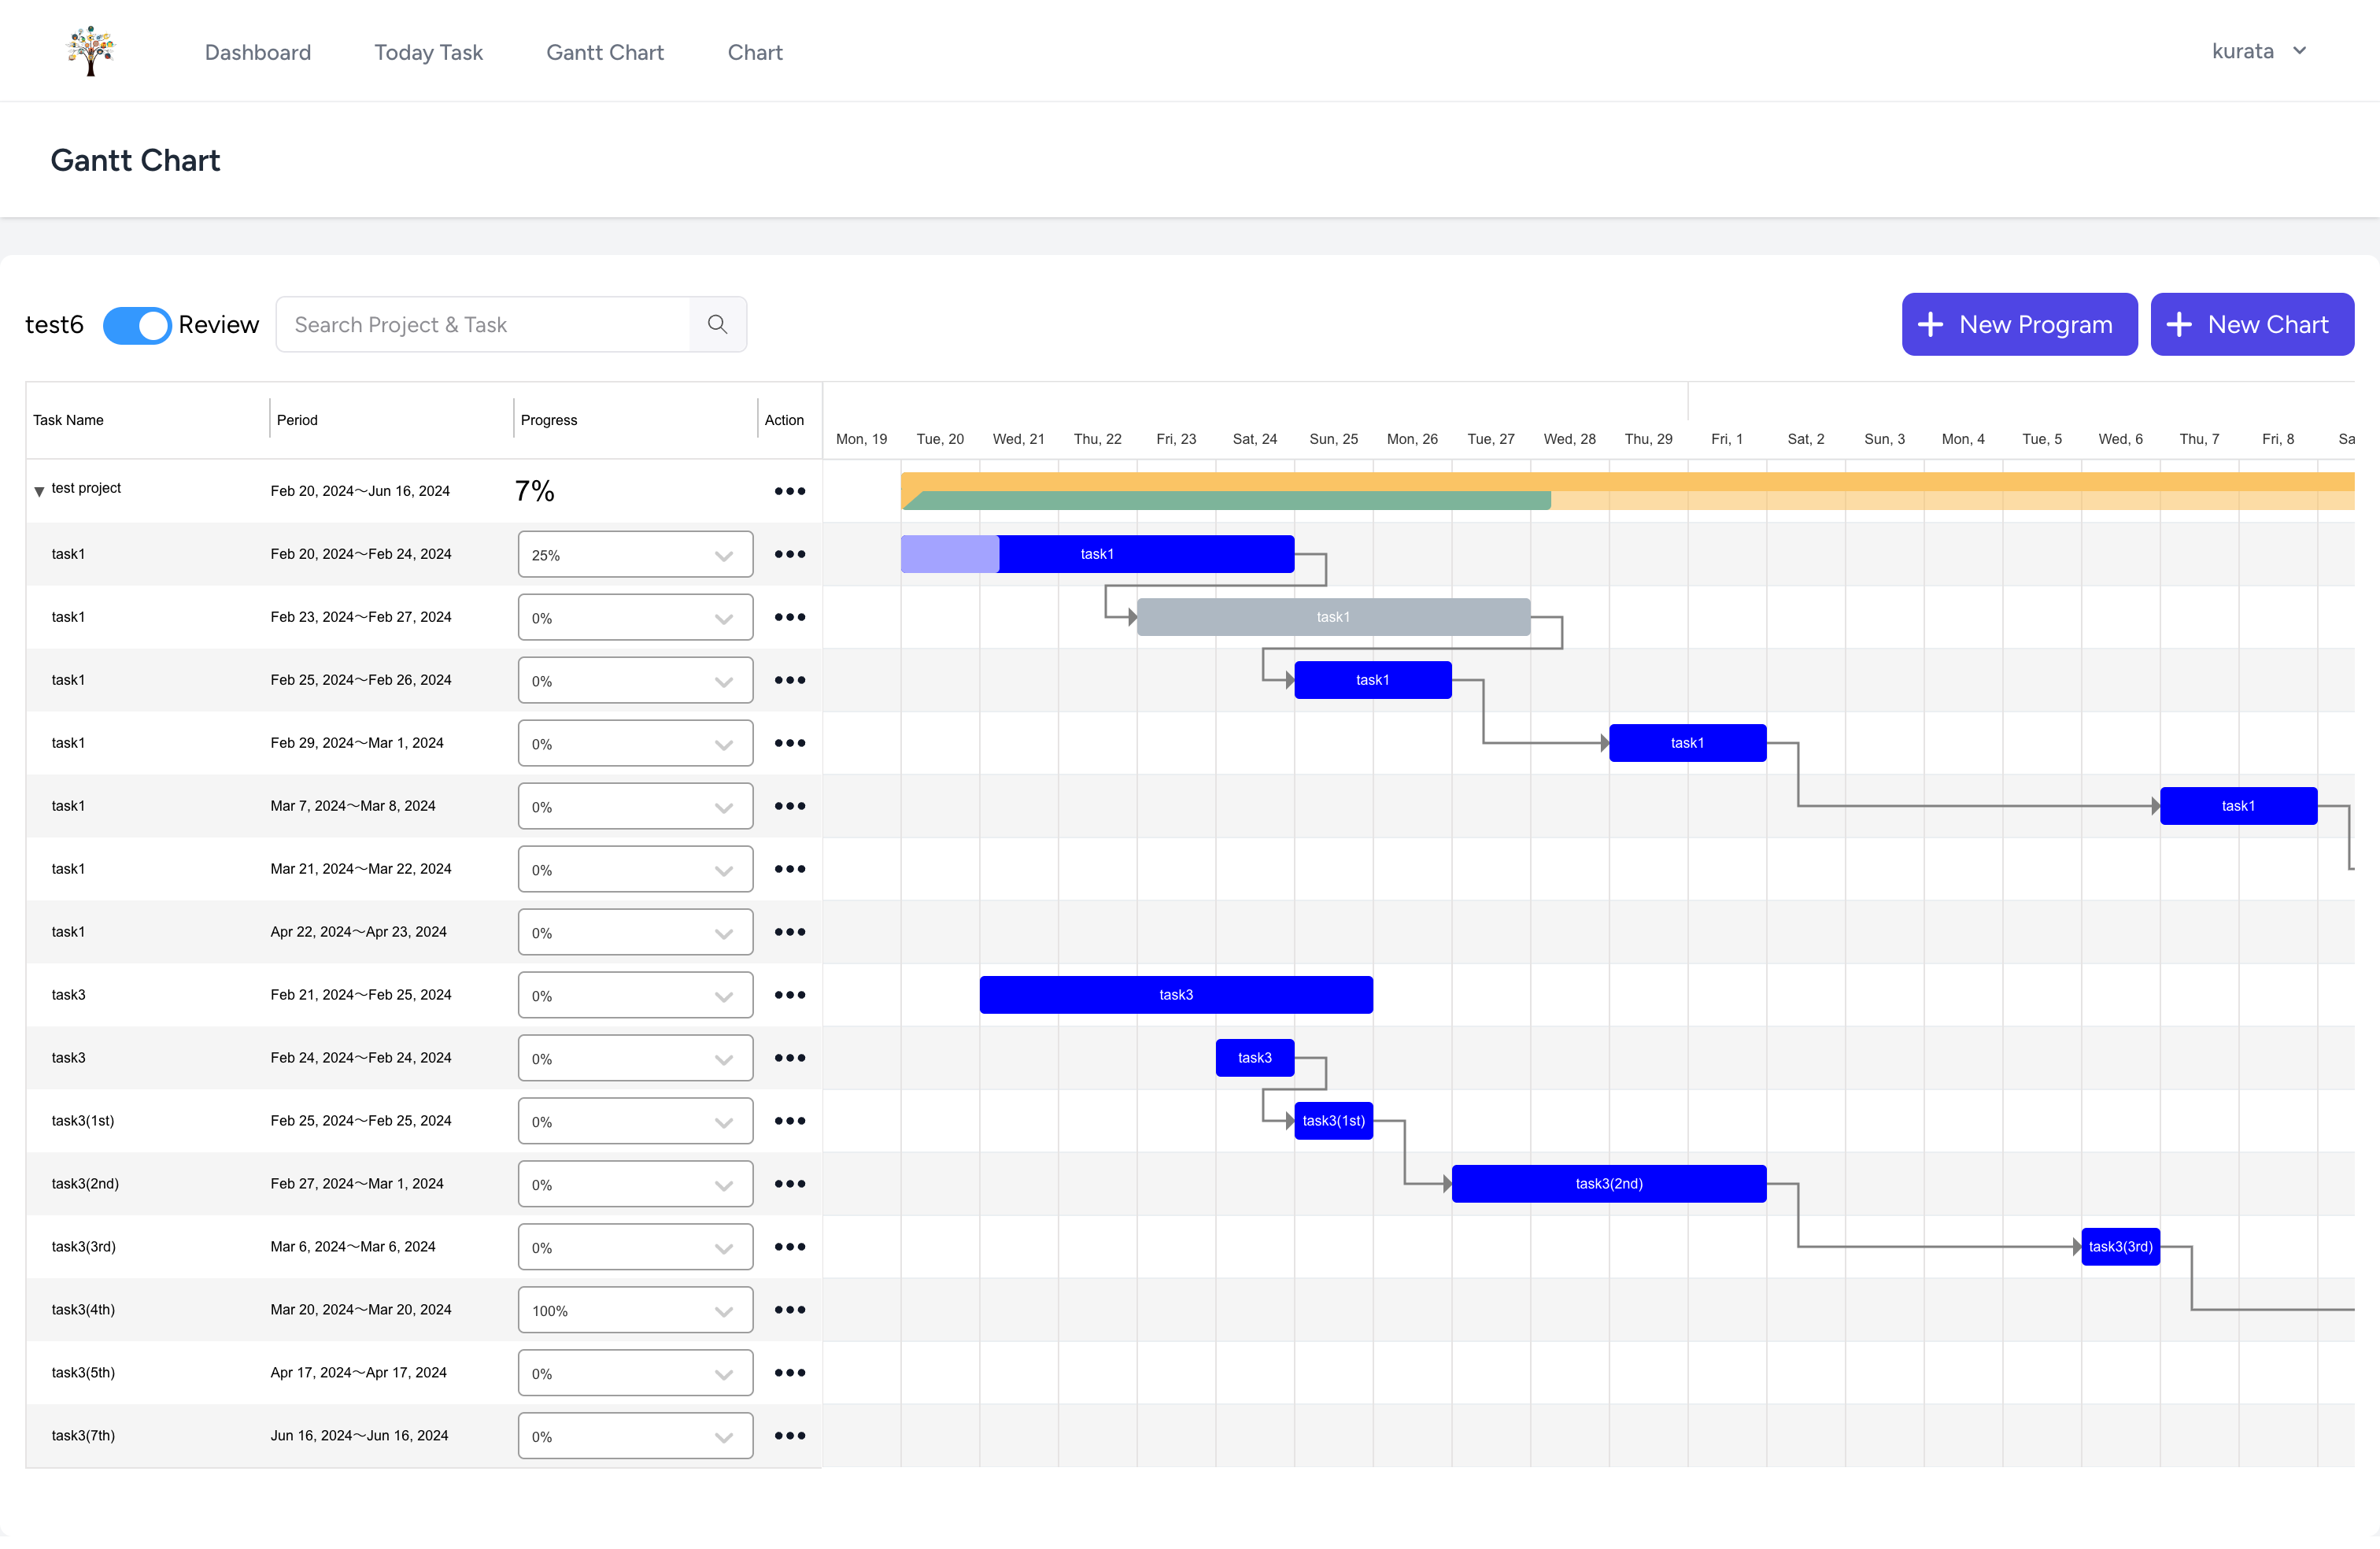 Dashboard Today Task Gantt Chart Chart kurata
Gantt Chart
test6 Review Search Project & Task New Program New Chart
Task Name Period Progress Action
Mon, 19 Tue, 20 Wed, 21 Thu, 22 Fri, 23 Sat, 24 Sun, 25 Mon, 26 Tue, 27 Wed, 28 Thu, 29 Fri, 1 Sat, 2 Sun, 3 Mon, 4 Tue, 5 Wed, 6 Thu, 7 Fri, 8 Sa
▼ test project Feb 20, 2024～Jun 16, 2024 7% •••
task1 Feb 20, 2024～Feb 24, 2024 25% ••• task1
task1 Feb 23, 2024～Feb 27, 2024 0% ••• task1
task1 Feb 25, 2024～Feb 26, 2024 0% ••• task1
task1 Feb 29, 2024～Mar 1, 2024 0% ••• task1
task1 Mar 7, 2024～Mar 8, 2024 0% ••• task1
task1 Mar 21, 2024～Mar 22, 2024 0% •••
task1 Apr 22, 2024～Apr 23, 2024 0% •••
task3 Feb 21, 2024～Feb 25, 2024 0% ••• task3
task3 Feb 24, 2024～Feb 24, 2024 0% ••• task3
task3(1st) Feb 25, 2024～Feb 25, 2024 0% ••• task3(1st)
task3(2nd) Feb 27, 2024～Mar 1, 2024 0% ••• task3(2nd)
task3(3rd) Mar 6, 2024～Mar 6, 2024 0% ••• task3(3rd)
task3(4th) Mar 20, 2024～Mar 20, 2024 100% •••
task3(5th) Apr 17, 2024～Apr 17, 2024 0% •••
task3(7th) Jun 16, 2024～Jun 16, 2024 0% •••